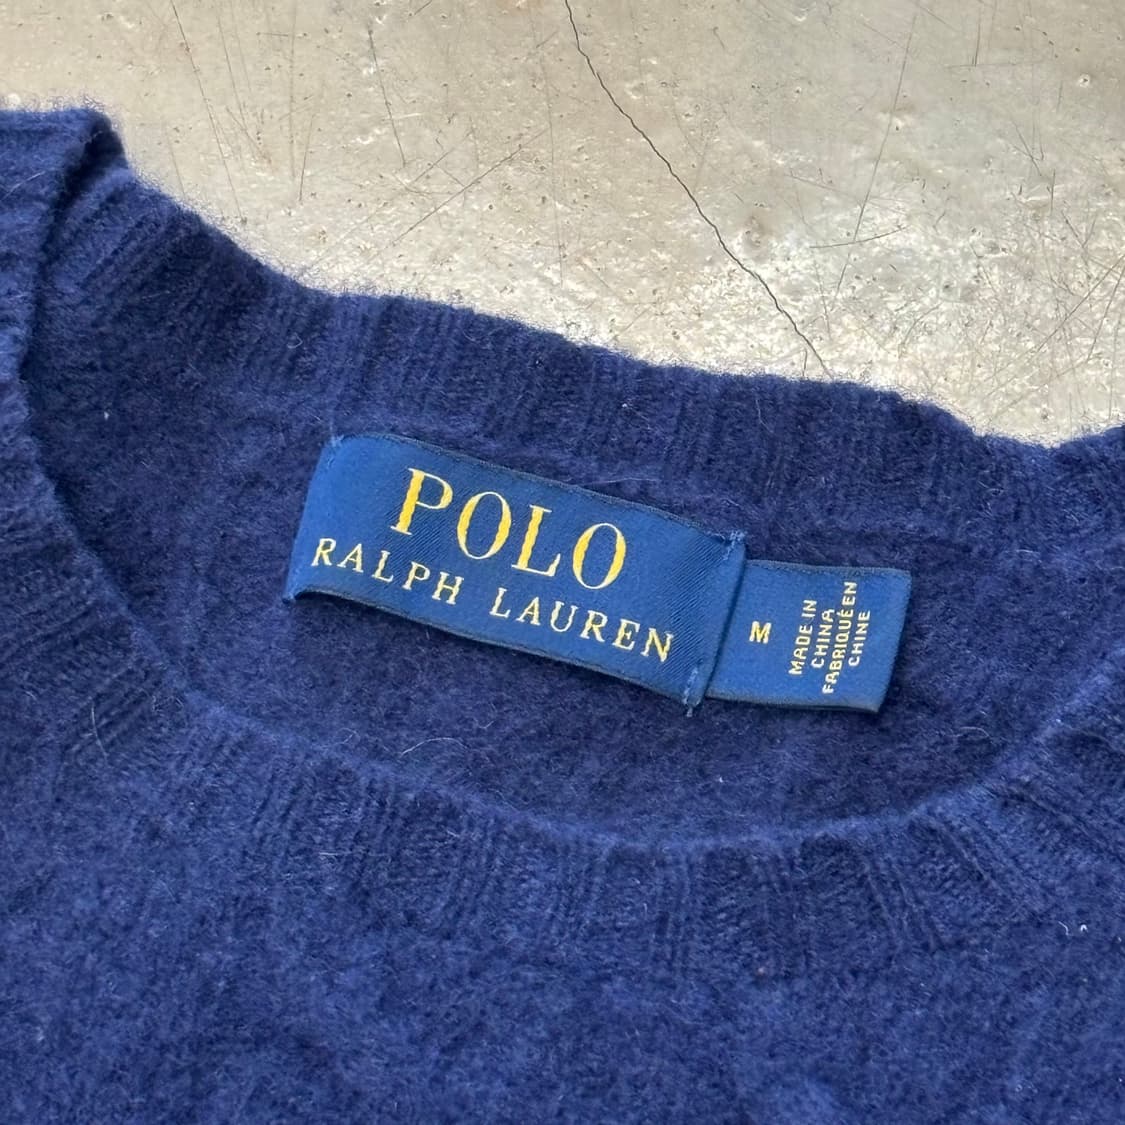 POLO
RALPH LAUREN
M
MADE IN
CHINA
FABRIQUÉ EN
CHINE